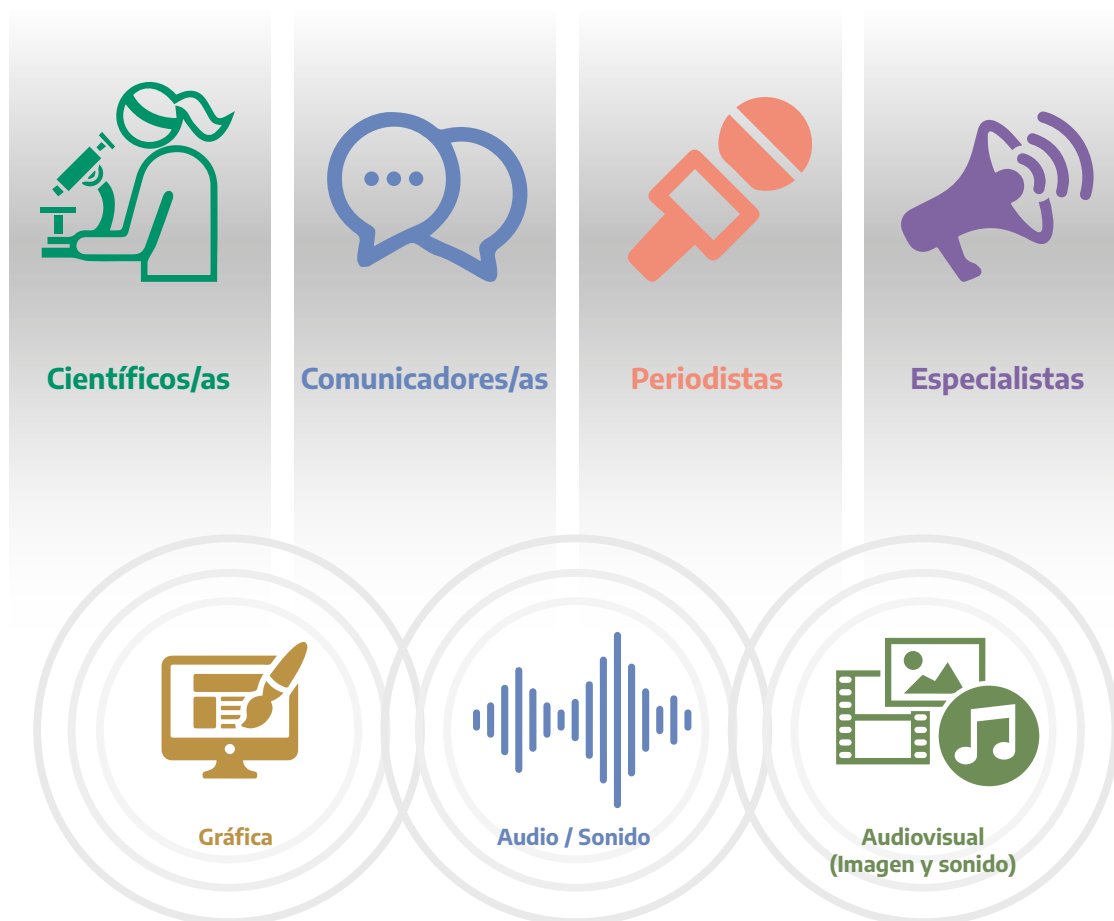 Científicos/as
Comunicadores/as
Periodistas
Especialistas
Gráfica
Audio / Sonido
Audiovisual
(Imagen y sonido)